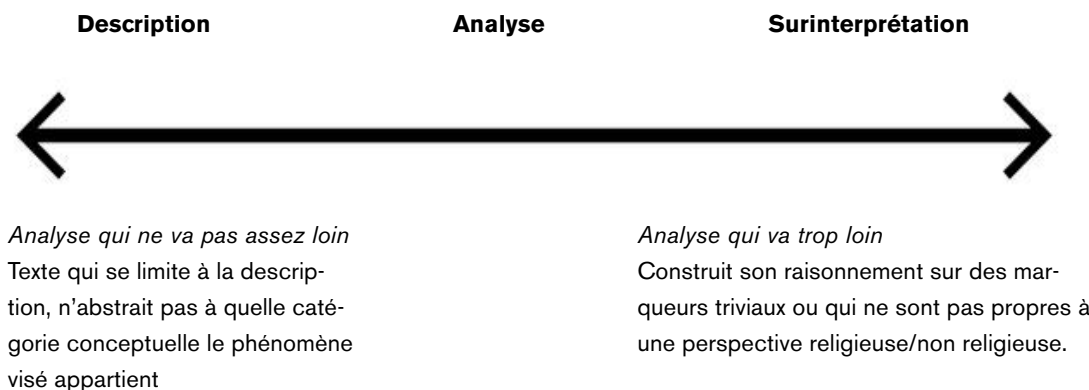 Description
Analyse
Surinterprétation
Analyse qui ne va pas assez loin
Texte qui se limite à la descrip-
tion, n’abstrait pas à quelle caté-
gorie conceptuelle le phénomène
visé appartient
Analyse qui va trop loin
Construit son raisonnement sur des mar-
queurs triviaux ou qui ne sont pas propres à
une perspective religieuse/non religieuse.